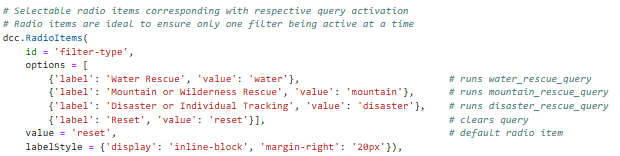 # Selectable radio items corresponding with respective query activation
# Radio items are ideal to ensure only one filter being active at a time
dcc.RadioItems(
    id = 'filter-type',
    options = [
        {'label': 'Water Rescue', 'value': 'water'},                    # runs water_rescue_query
        {'label': 'Mountain or Wilderness Rescue', 'value': 'mountain'},    # runs mountain_rescue_query
        {'label': 'Disaster or Individual Tracking', 'value': 'disaster'},    # runs disaster_rescue_query
        {'label': 'Reset', 'value': 'reset'}],                          # clears query
    value = 'reset',                                                    # default radio item
    labelStyle = {'display': 'inline-block', 'margin-right': '20px'}),